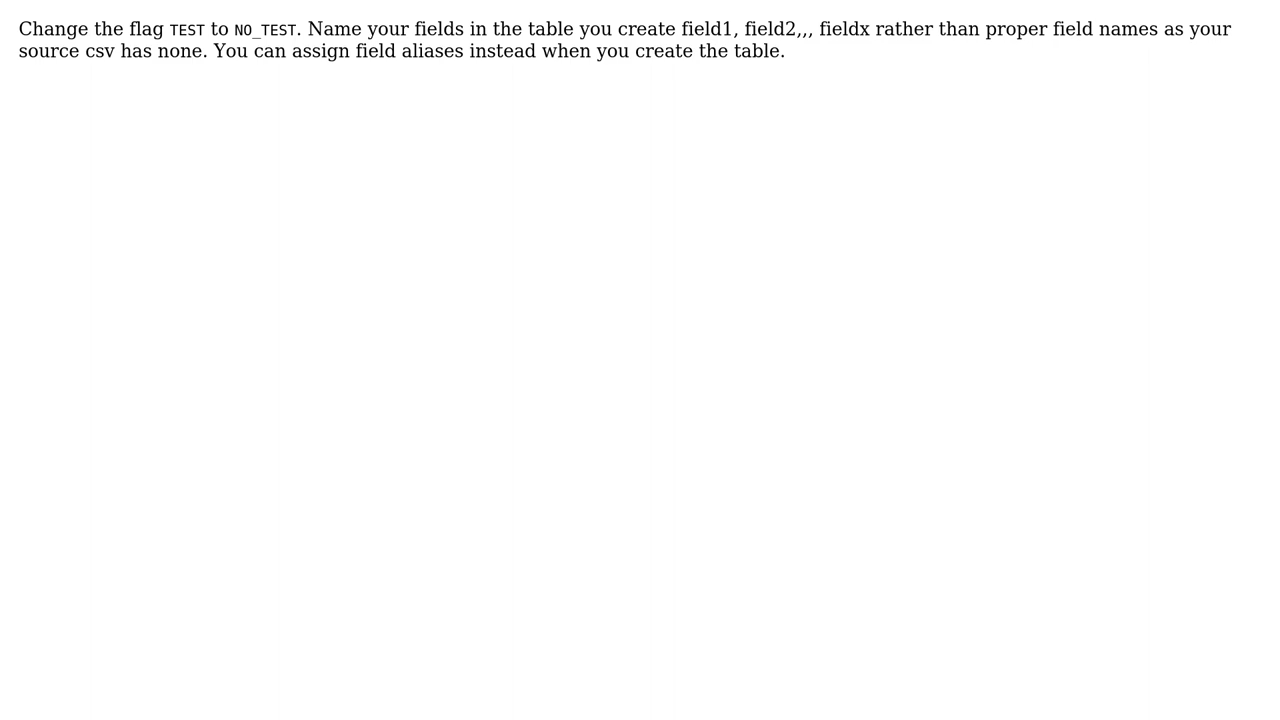 Change the flag TEST to NO_TEST. Name your fields in the table you create field1, field2,,, fieldx rather than proper field names as your
source csv has none. You can assign field aliases instead when you create the table.